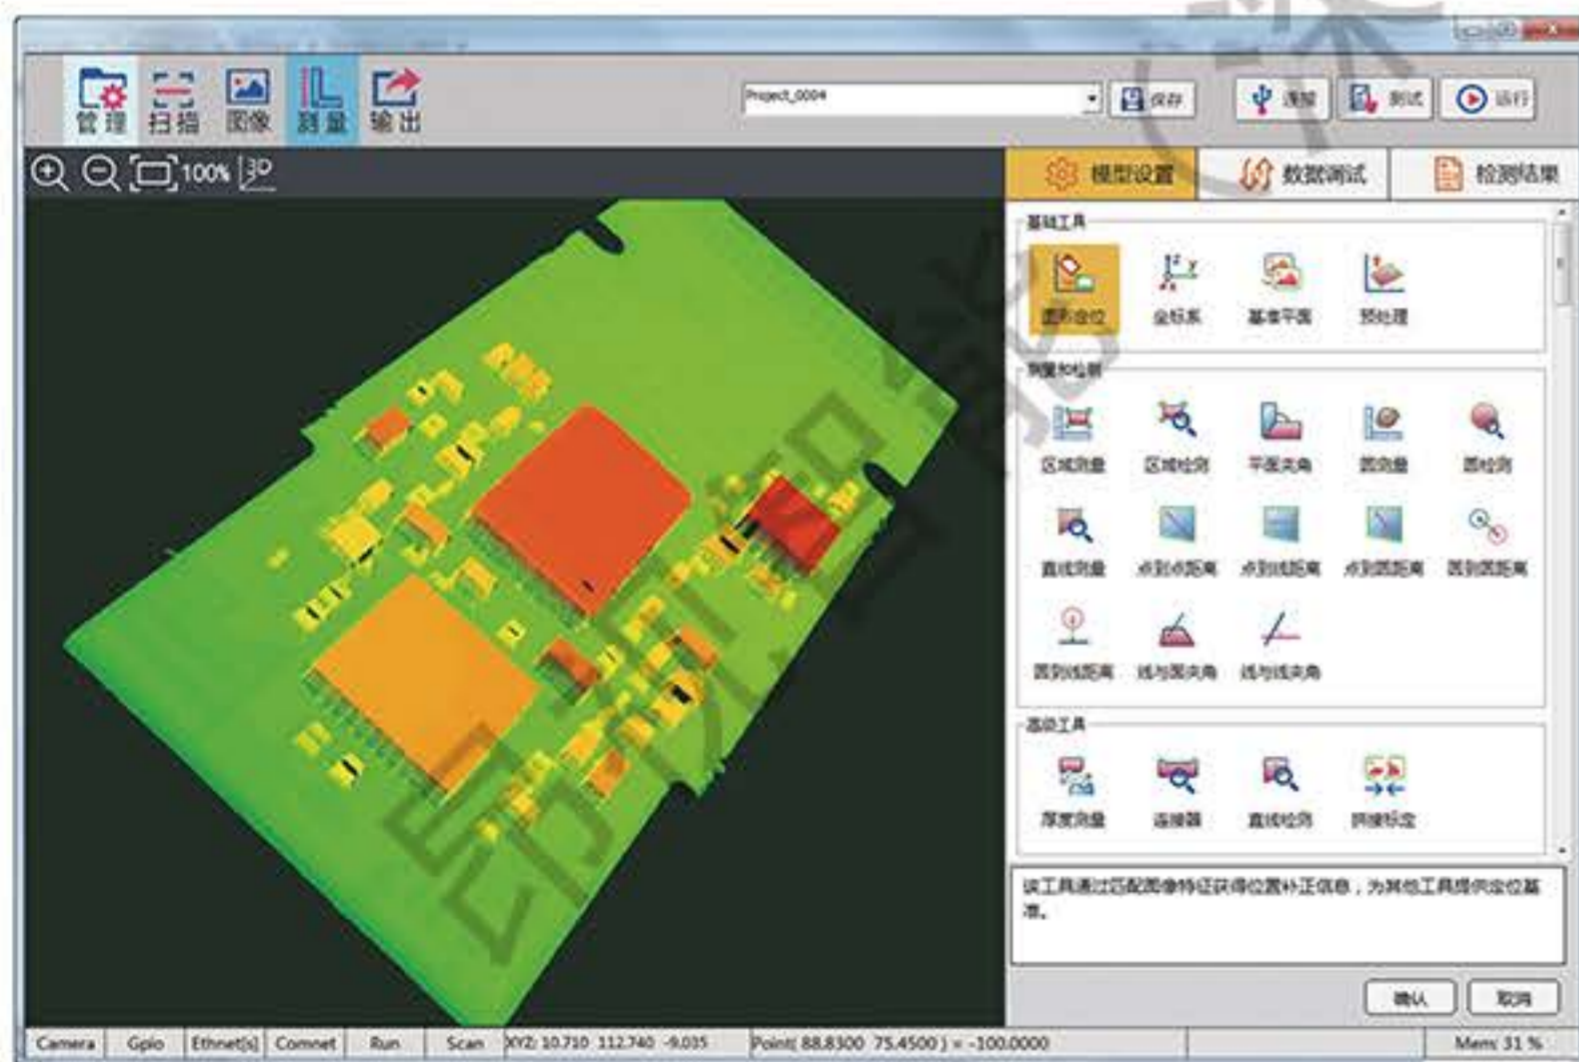 管理 扫描 图像 测量 输出
Project_0004
保存 连接 测试 运行
100% 3D
模型设置 数据调试 检测结果
基础工具
图形定位 坐标系 基准平面 预处理
测量和检测
区域测量 区域检测 平面夹角 圆测量 圆检测
直线测量 点到点距离 点到线距离 点到圆距离 圆到圆距离
圆到线距离 线与面夹角 线与线夹角
高级工具
厚度测量 连接器 直线检测 拼接标定
该工具通过匹配图像特征获得位置补正信息，为其他工具提供定位基
准。
确认 取消
Camera Gpio Ethnet[s] Comnet Run Scan XYZ: 10.710 112.740 -9.035 Point( 88.8300 75.4500 ) = -100.0000 Mem: 31 %